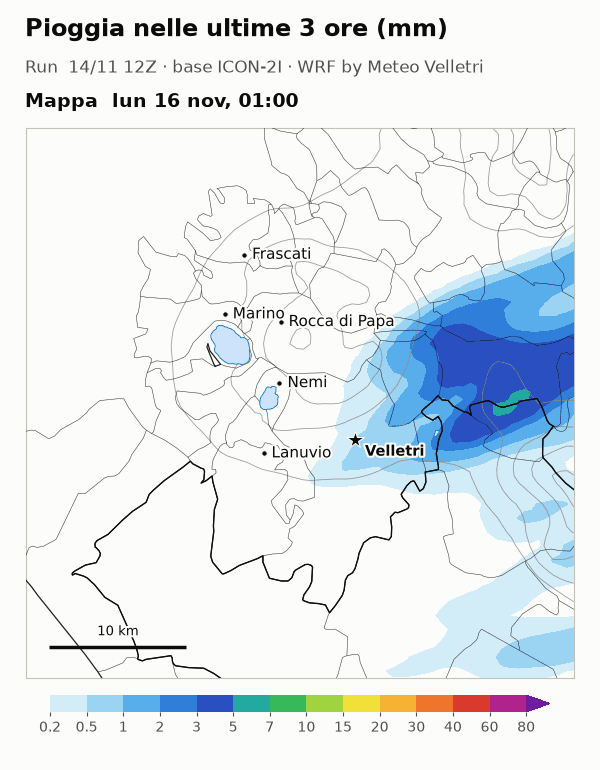 Pioggia nelle ultime 3 ore (mm)
Run  14/11 12Z · base ICON-2I · WRF by Meteo Velletri
Mappa  lun 16 nov, 01:00
Frascati
Marino
Rocca di Papa
Nemi
Velletri
Lanuvio
10 km
0.2 0.5 1 2 3 5 7 10 15 20 30 40 60 80